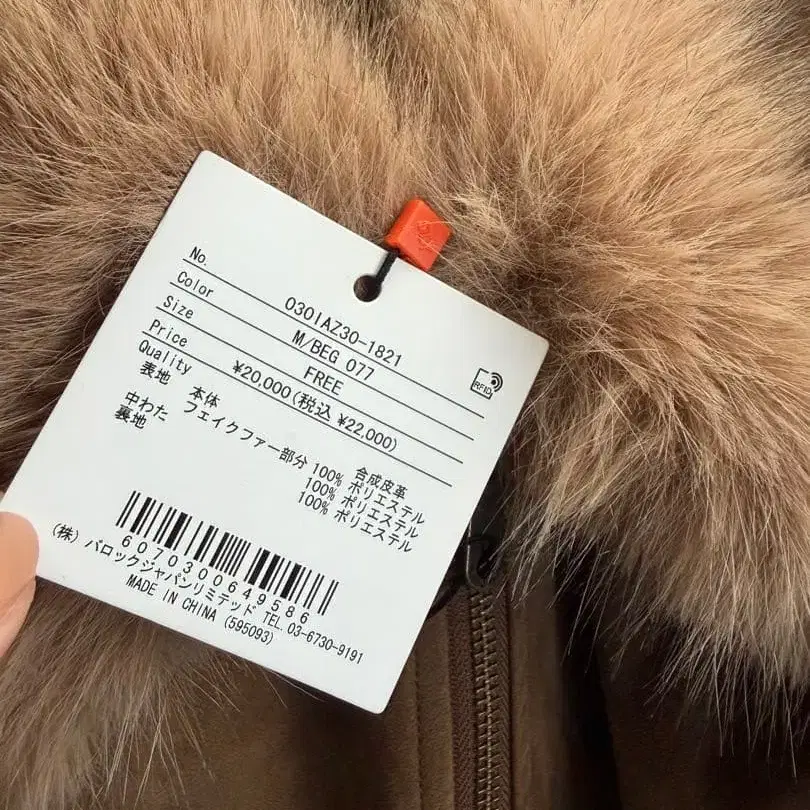 No. 030IAZ30-1821
Color M/BEG 077
Size FREE
Price ¥20,000(税込 ¥22,000)
Quality
表地 本体 合成皮革
フェイクファー部分 100% ポリエステル
中わた 100% ポリエステル
裏地 100% ポリエステル
RFID
6070300649586
(株) バロックジャパンリミテッド TEL. 03-6730-9191
MADE IN CHINA (595093)